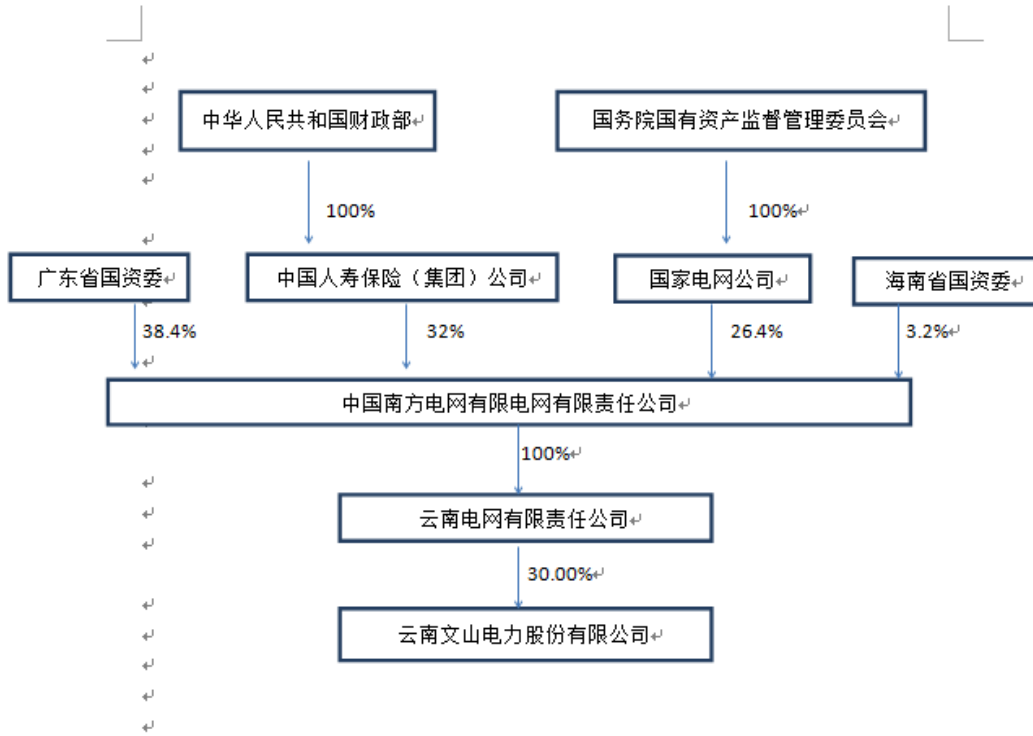 中华人民共和国财政部
国务院国有资产监督管理委员会
100%
100%
广东省国资委
中国人寿保险（集团）公司
国家电网公司
海南省国资委
38.4%
32%
26.4%
3.2%
中国南方电网有限电网有限责任公司
100%
云南电网有限责任公司
30.00%
云南文山电力股份有限公司